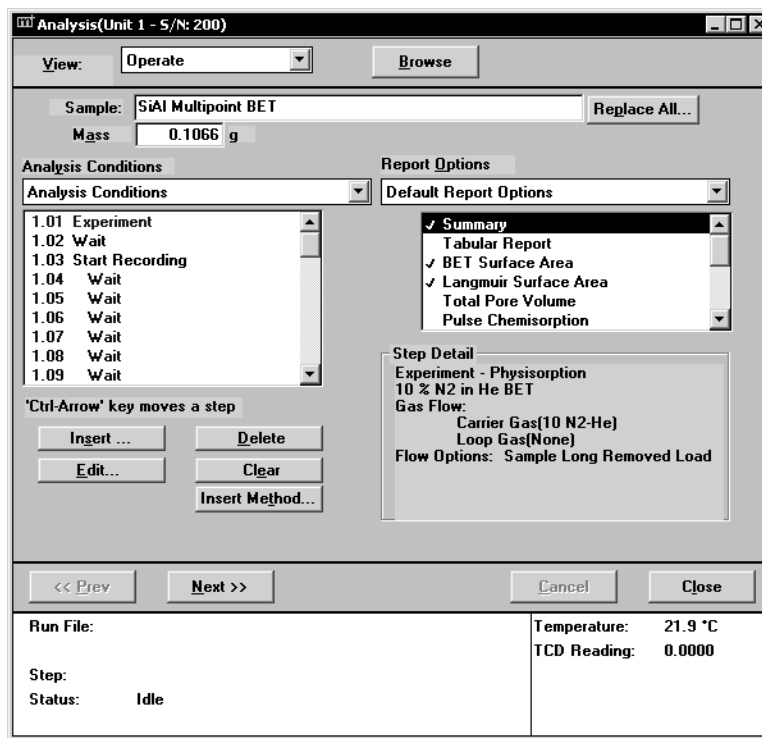 Analysis(Unit 1 - S/N: 200)
View: Operate Browse
Sample: SiAl Multipoint BET Replace All...
Mass 0.1066 g
Analysis Conditions
Analysis Conditions
1.01 Experiment
1.02 Wait
1.03 Start Recording
1.04 Wait
1.05 Wait
1.06 Wait
1.07 Wait
1.08 Wait
1.09 Wait
'Ctrl-Arrow' key moves a step
Insert ... Delete
Edit... Clear
Insert Method...
Report Options
Default Report Options
Summary
Tabular Report
BET Surface Area
Langmuir Surface Area
Total Pore Volume
Pulse Chemisorption
Step Detail
Experiment - Physisorption
10 % N2 in He BET
Gas Flow:
Carrier Gas(10 N2-He)
Loop Gas(None)
Flow Options: Sample Long Removed Load
<< Prev Next >> Cancel Close
Run File:
Step:
Status: Idle
Temperature: 21.9 °C
TCD Reading: 0.0000